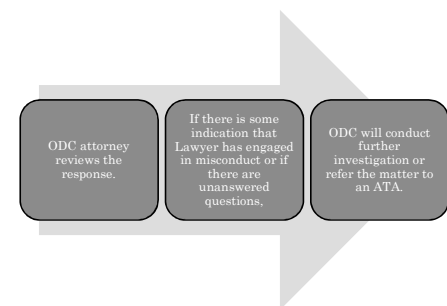 ODC attorney
reviews the
response.
If there is some
indication that
Lawyer has engaged
in misconduct or if
there are
unanswered
questions,
ODC will conduct
further
investigation or
refer the matter to
an ATA.